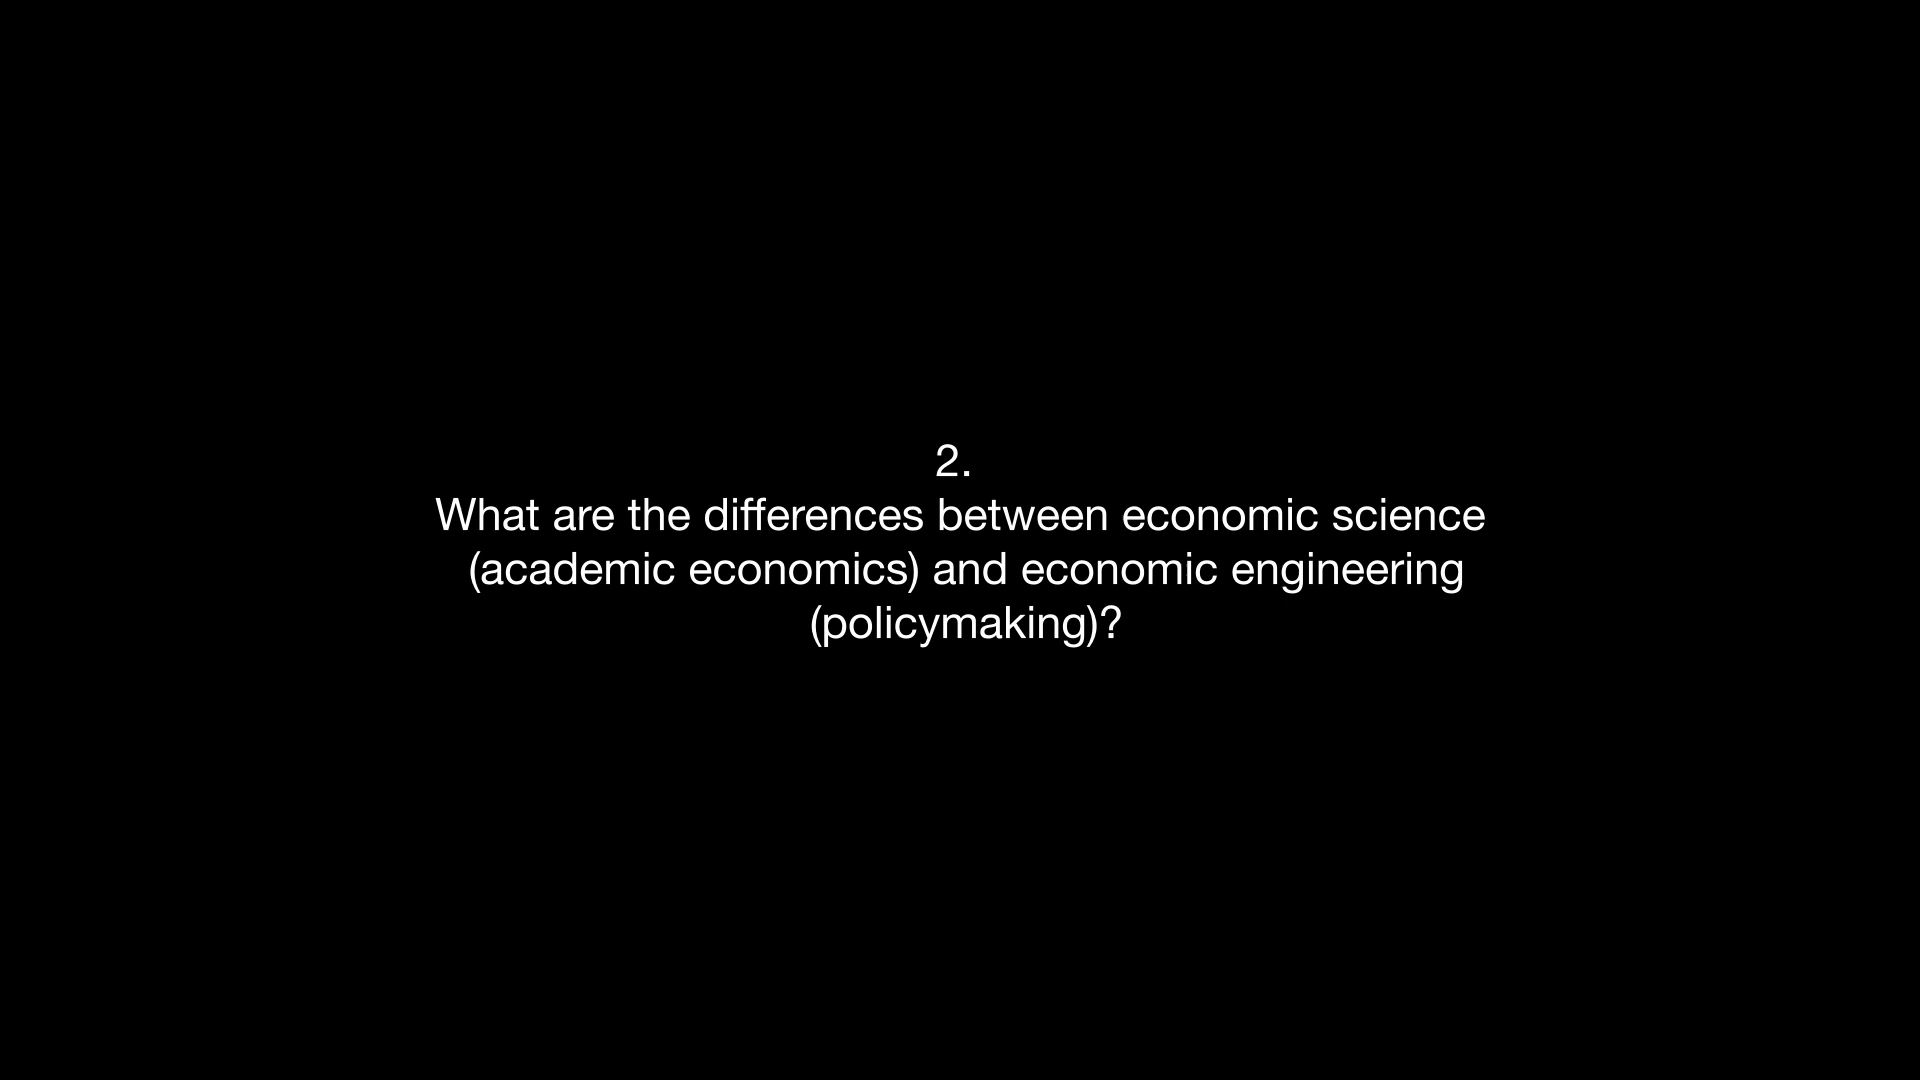 2.
What are the differences between economic science
(academic economics) and economic engineering
(policymaking)?